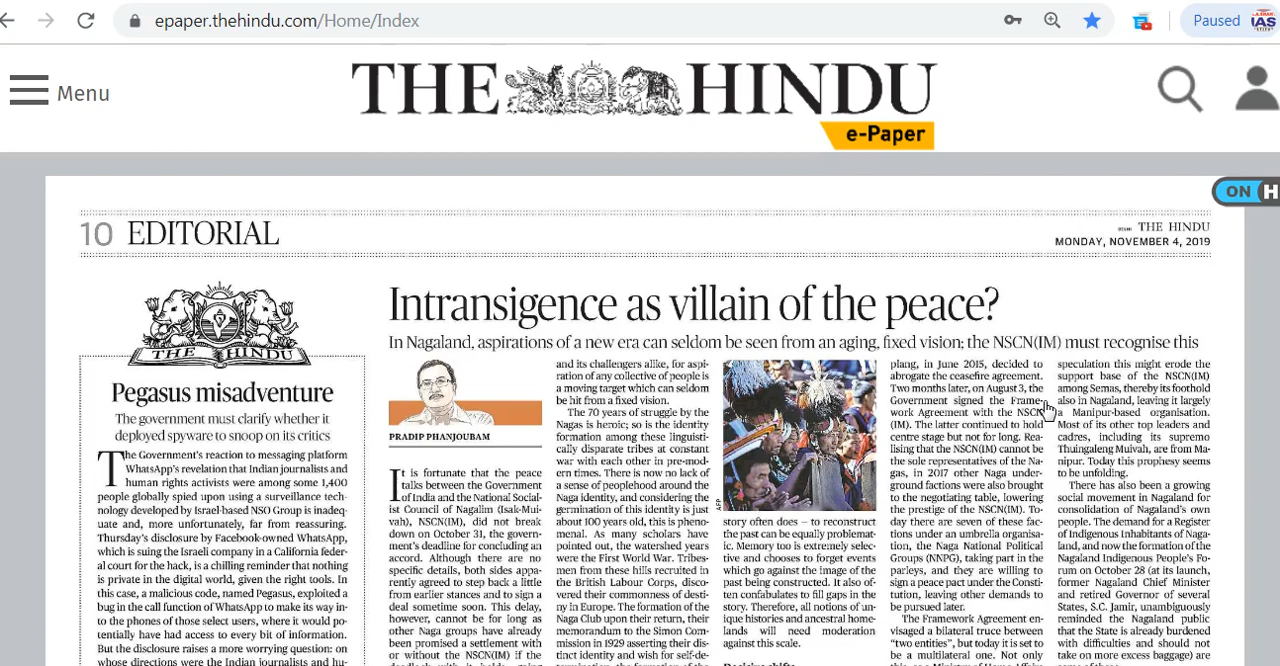 epaper.thehindu.com/Home/Index
Paused
IAS
Menu
THE HINDU
e-Paper
ON H
10 EDITORIAL
THE HINDU
MONDAY, NOVEMBER 4, 2019
THE HINDU
Pegasus misadventure
The government must clarify whether it
deployed spyware to snoop on its critics
The Government's reaction to messaging platform
WhatsApp's revelation that Indian journalists and
human rights activists were among some 1,400
people globally spied upon using a surveillance tech-
nology developed by Israel-based NSO Group is inadeq-
uate and, more unfortunately, far from reassuring.
Thursday's disclosure by Facebook-owned WhatsApp,
which is suing the Israeli company in a California feder-
al court for the hack, is a chilling reminder that nothing
is private in the digital world, given the right tools. In
this case, a malicious code, named Pegasus, exploited a
bug in the call function of WhatsApp to make its way in-
to the phones of those select users, where it would po-
tentially have had access to every bit of information.
But the disclosure raises a more worrying question: on
whose directions were the Indian journalists and hu-
Intransigence as villain of the peace?
In Nagaland, aspirations of a new era can seldom be seen from an aging, fixed vision; the NSCN(IM) must recognise this
PRADIP PHANJOUBAM
It is fortunate that the peace
talks between the Government
of India and the National Social-
ist Council of Nagalim (Isak-Mui-
vah), NSCN(IM), did not break
down on October 31, the govern-
ment's deadline for concluding an
accord. Although there are no
specific details, both sides appa-
rently agreed to step back a little
from earlier stances and to sign a
deal sometime soon. This delay,
however, cannot be for long as
other Naga groups have already
been promised a settlement with
or without the NSCN(IM) if the
and its challengers alike, for aspi-
ration of any collective of people is
a moving target which can seldom
be hit from a fixed vision.
The 70 years of struggle by the
Nagas is heroic; so is the identity
formation among these linguisti-
cally disparate tribes at constant
war with each other in pre-mod-
ern times. There is now no lack of
a sense of peoplehood around the
Naga identity, and considering the
germination of this identity is just
about 100 years old, this is pheno-
menal. As many scholars have
pointed out, the watershed years
were the First World War. Tribes-
men from these hills recruited in
the British Labour Corps, disco-
vered their commonness of desti-
ny in Europe. The formation of the
Naga Club upon their return, their
memorandum to the Simon Com-
mission in 1929 asserting their dis-
tinct identity and wish for self-de-
AFP
story often does – to reconstruct
the past can be equally problemat-
ic. Memory too is extremely selec-
tive and chooses to forget events
which go against the image of the
past being constructed. It also of-
ten confabulates to fill gaps in the
story. Therefore, all notions of un-
ique histories and ancestral home-
lands will need moderation
against this scale.
plang, in June 2015, decided to
abrogate the ceasefire agreement.
Two months later, on August 3, the
Government signed the Frame-
work Agreement with the NSCN
(IM). The latter continued to hold
centre stage but not for long. Rea-
lising that the NSCN(IM) cannot be
the sole representatives of the Na-
gas, in 2017 other Naga under-
ground factions were also brought
to the negotiating table, lowering
the prestige of the NSCN(IM). To-
day there are seven of these fac-
tions under an umbrella organisa-
tion, the Naga National Political
Groups (NNPG), taking part in the
parleys, and they are willing to
sign a peace pact under the Consti-
tution, leaving other demands to
be pursued later.
The Framework Agreement en-
visaged a bilateral truce between
"two entities", but today it is set to
be a multilateral one. Not only
speculation this might erode the
support base of the NSCN(IM)
among Semas, thereby its foothold
also in Nagaland, leaving it largely
a Manipur-based organisation.
Most of its other top leaders and
cadres, including its supremo
Thuingaleng Muivah, are from Ma-
nipur. Today this prophesy seems
to be unfolding.
There has also been a growing
social movement in Nagaland for
consolidation of Nagaland's own
people. The demand for a Register
of Indigenous Inhabitants of Naga-
land, and now the formation of the
Nagaland Indigenous People's Fo-
rum on October 28 (at its launch,
former Nagaland Chief Minister
and retired Governor of several
States, S.C. Jamir, unambiguously
reminded the Nagaland public
that the State is already burdened
with difficulties and should not
take on more excess baggage) are